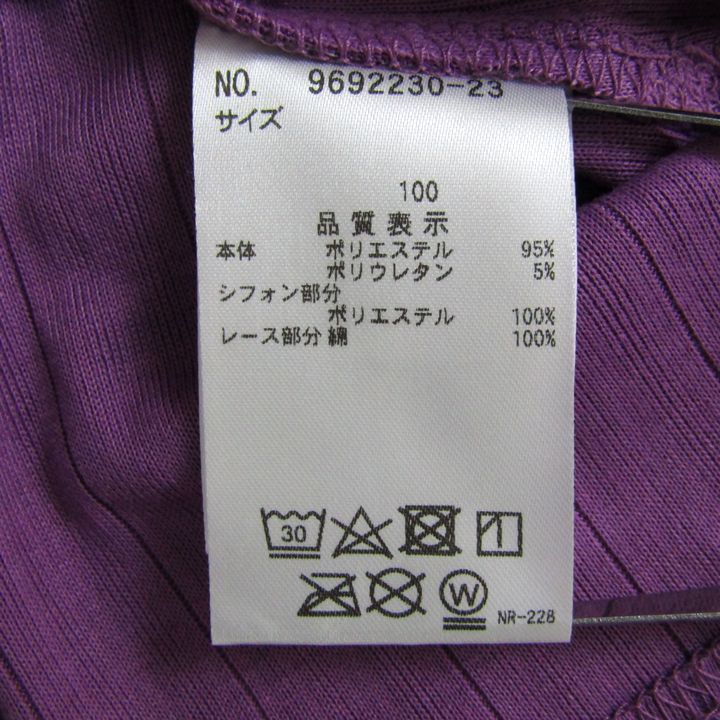 NO. 9692230-23
サイズ
100
品質表示
本体 ポリエステル 95%
ポリウレタン 5%
シフォン部分
ポリエステル 100%
レース部分 綿 100%
30
W
NR-228